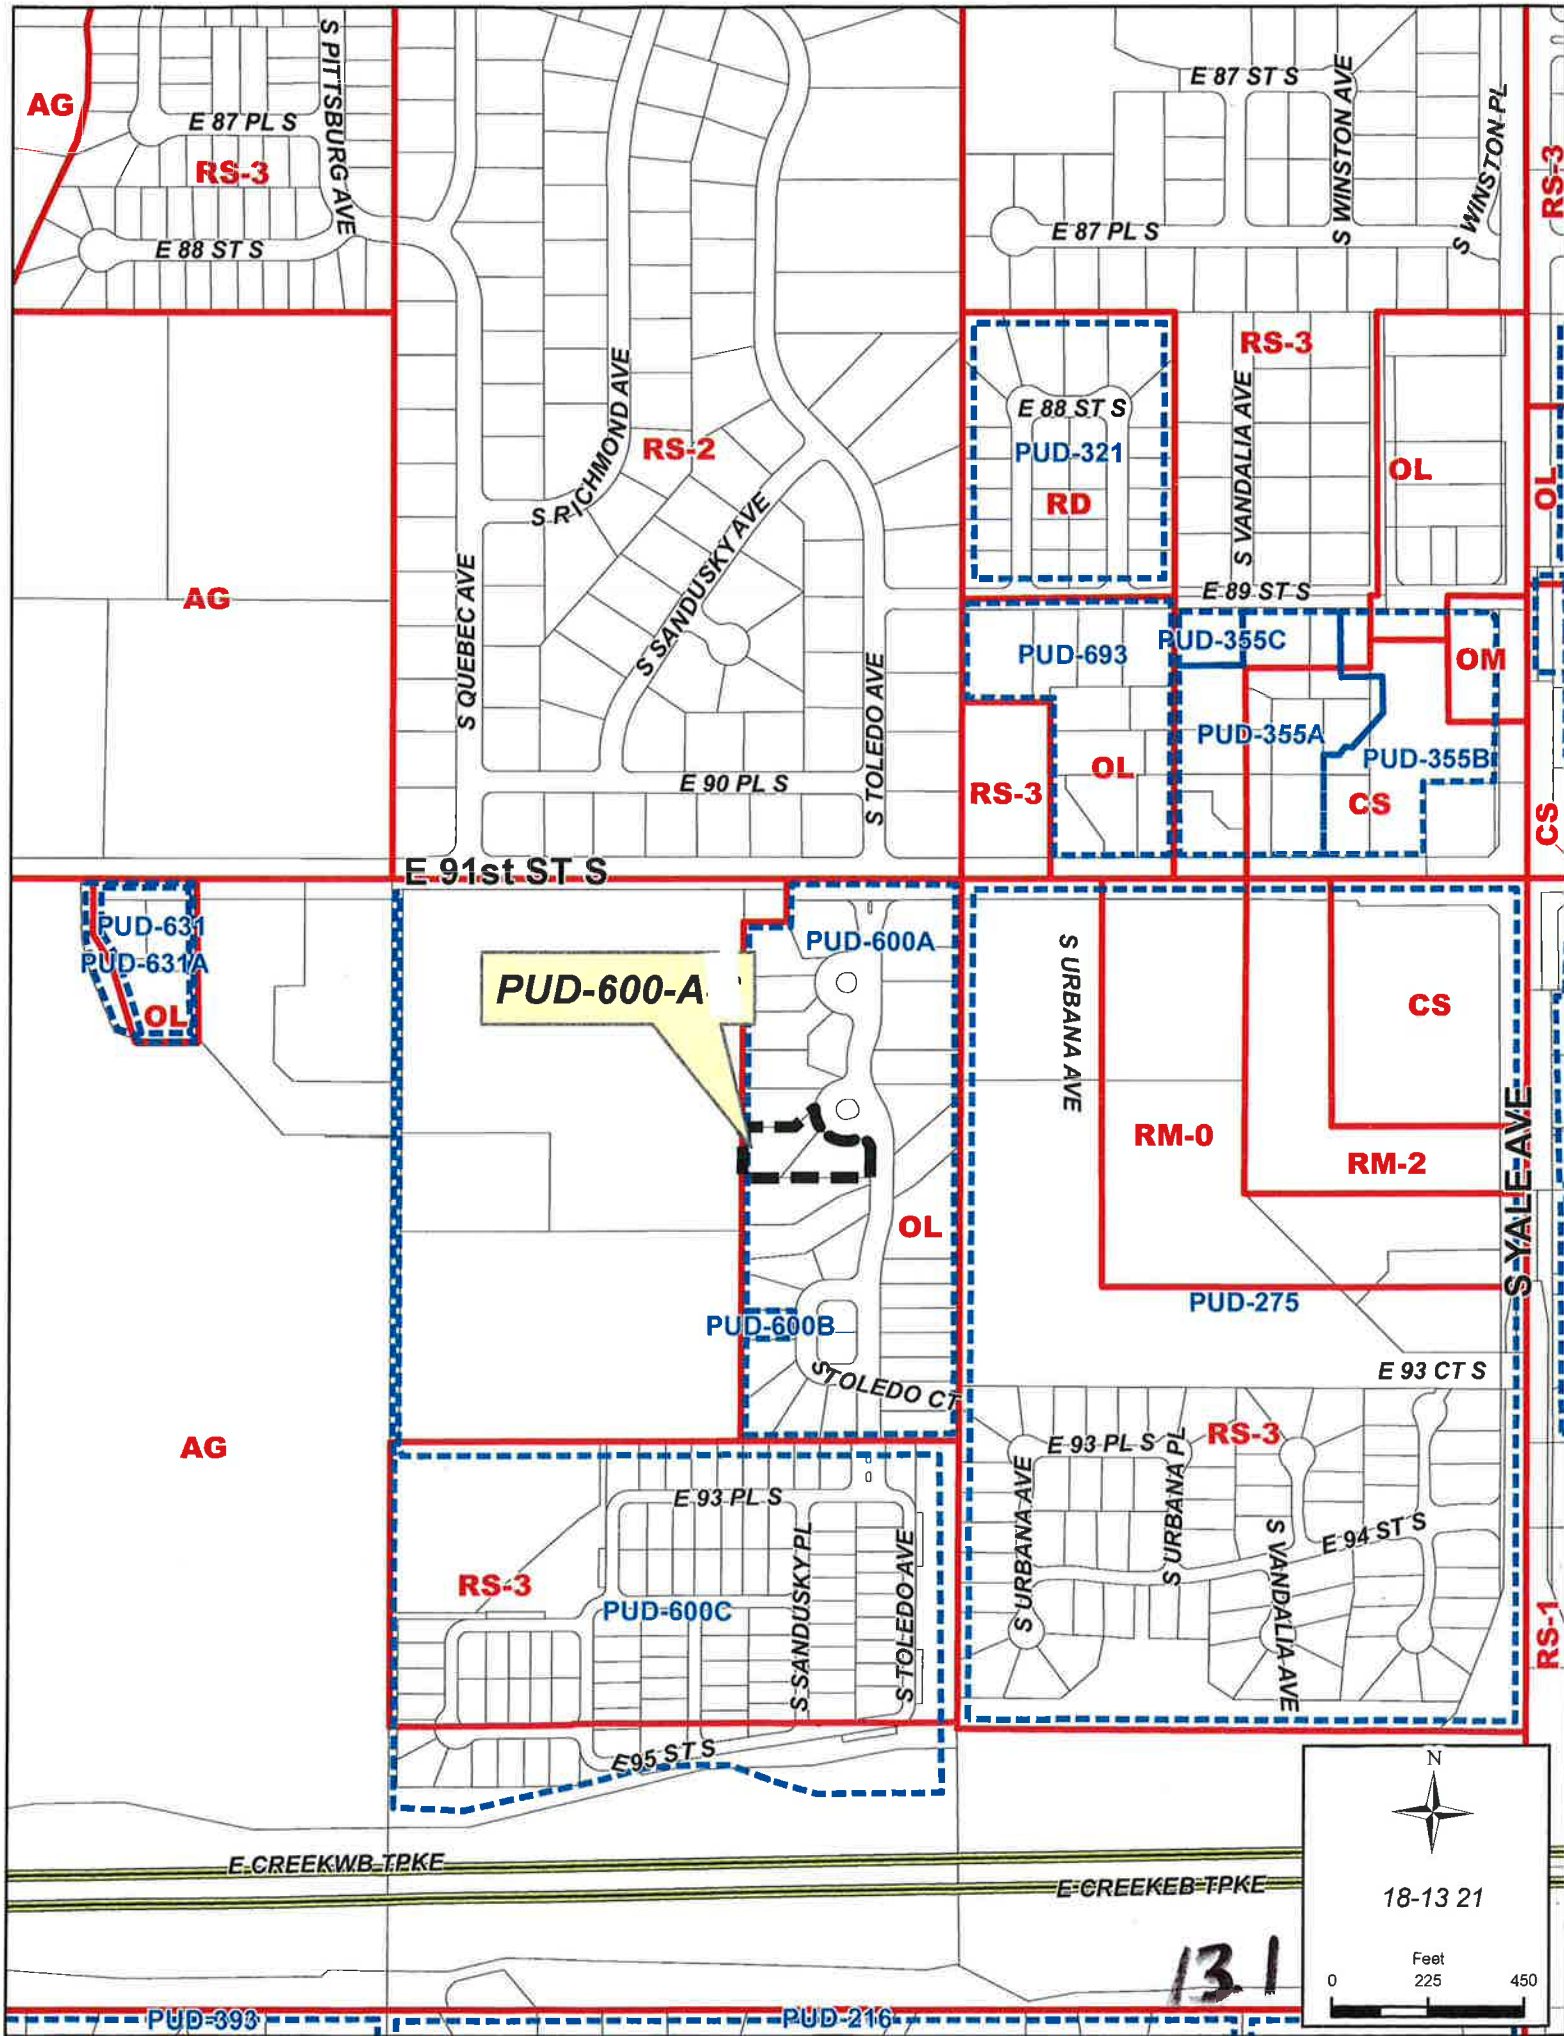 S PITTSBURG AVE
E 87 ST S
S WINSTON AVE
S WINSTON PL
AG
E 87 PL S
RS-3
RS-3
E 87 PL S
E 88 ST S
RS-3
S RICHMOND AVE
S VANDALIA AVE
E 88 ST S
RS-2
PUD-321
OL
OL
RD
S SANDUSKY AVE
S QUEBEC AVE
AG
E 89 ST S
PUD-693
PUD-355C
OM
S TOLEDO AVE
PUD-355A
PUD-355B
OL
E 90 PL S
RS-3
CS
CS
E 91st ST S
PUD-631
PUD-631A
OL
PUD-600A
PUD-600-A
S URBANA AVE
CS
RM-0
RM-2
S YALE AVE
OL
PUD-275
PUD-600B
S TOLEDO CT
E 93 CT S
AG
RS-3
E 93 PL S
S URBANA PL
S URBANA AVE
E 93 PL S
S VANDALIA AVE
E 94 ST S
S SANDUSKY PL
S TOLEDO AVE
RS-3
PUD-600C
RS-1
E 95 ST S
N
E CREEKWB TPKE
E CREEKEB TPKE
18-13 21
13.1
Feet
0 225 450
PUD-393
PUD-216